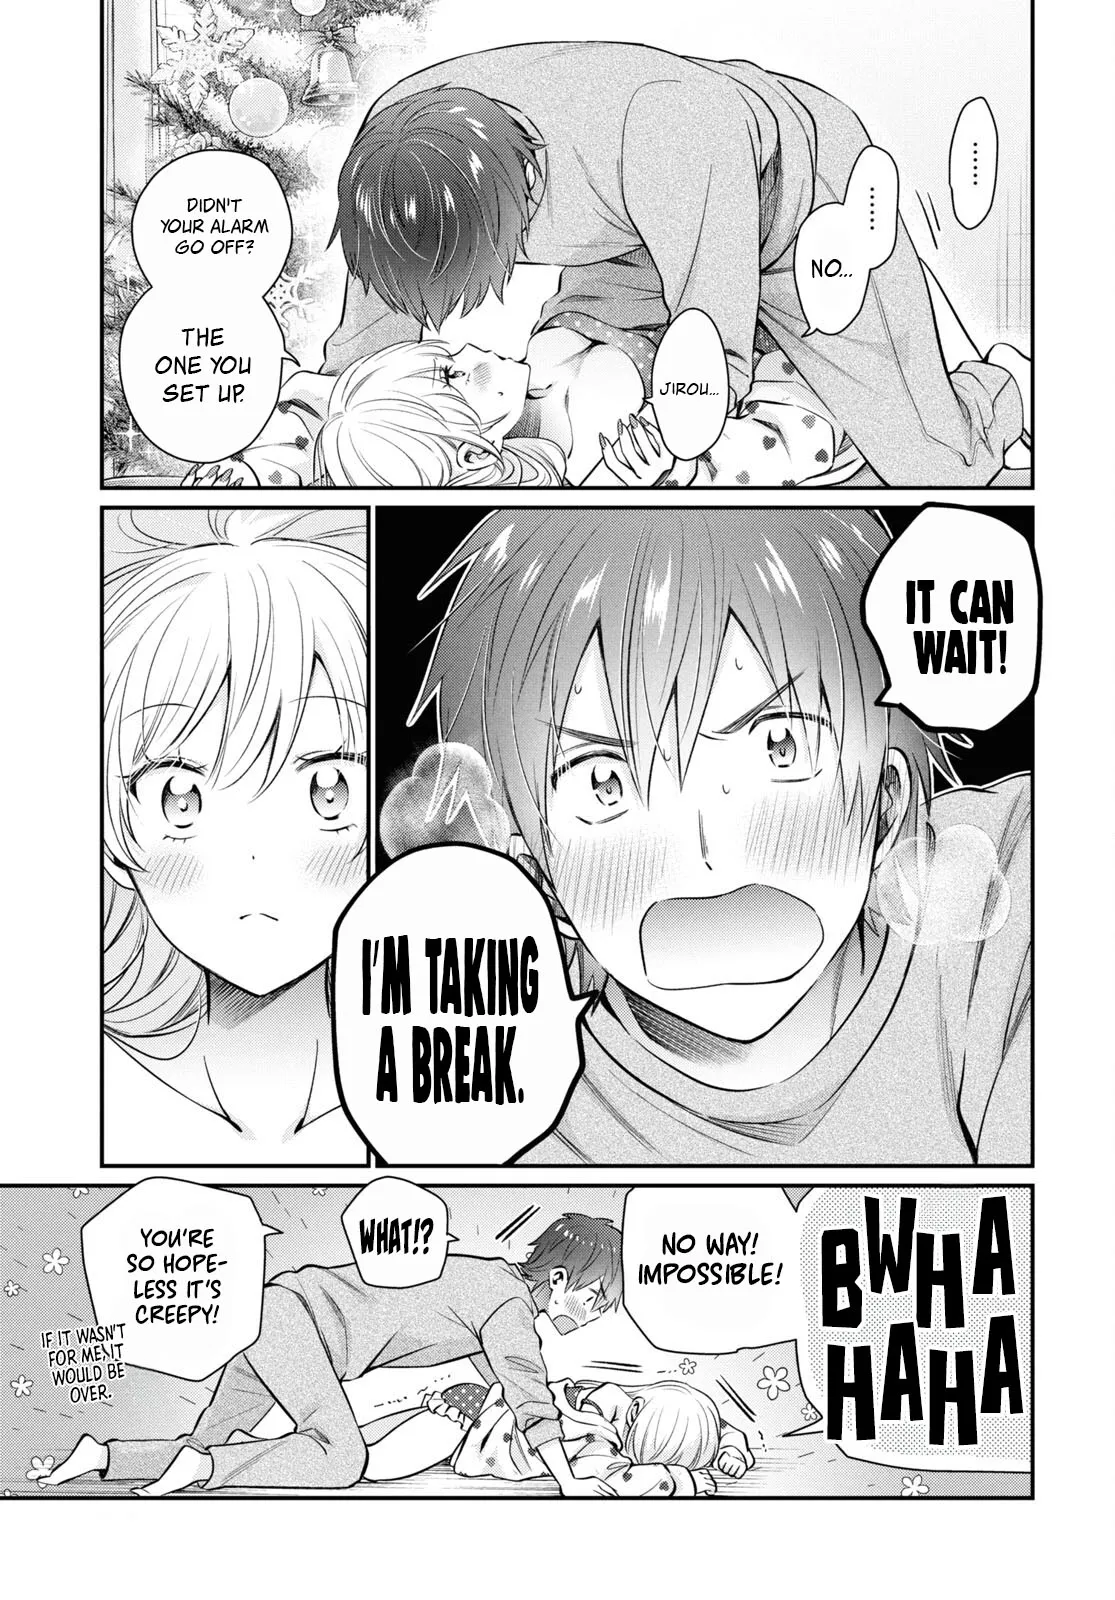 ........
........
NO...
JIROU...
DIDN'T
YOUR ALARM
GO OFF?
THE
ONE YOU
SET UP.
IT CAN
WAIT!
I'M TAKING
A BREAK.
BWHA
HAHA
NO WAY!
IMPOSSIBLE!
WHAT!?
YOU'RE
SO HOPE-
LESS IT'S
CREEPY!
IF IT WASN'T
FOR ME, IT
WOULD BE
OVER.